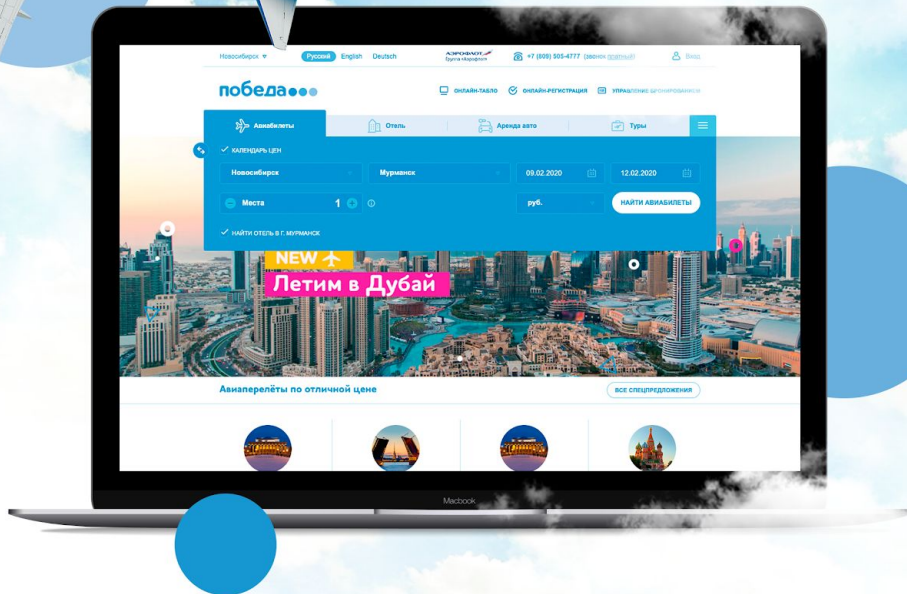 Новосибирск Русский English Deutsch АЭРОФЛОТ Группа «Аэрофлот» +7 (809) 505-4777 (звонок платный) Вход
победа ОНЛАЙН-ТАБЛО ОНЛАЙН-РЕГИСТРАЦИЯ УПРАВЛЕНИЕ БРОНИРОВАНИЕМ
Авиабилеты Отель Аренда авто Туры
КАЛЕНДАРЬ ЦЕН
Новосибирск Мурманск 09.02.2020 12.02.2020
Места 1 руб. НАЙТИ АВИАБИЛЕТЫ
НАЙТИ ОТЕЛЬ В Г. МУРМАНСК
NEW
Летим в Дубай
Авиаперелёты по отличной цене ВСЕ СПЕЦПРЕДЛОЖЕНИЯ
Macbook